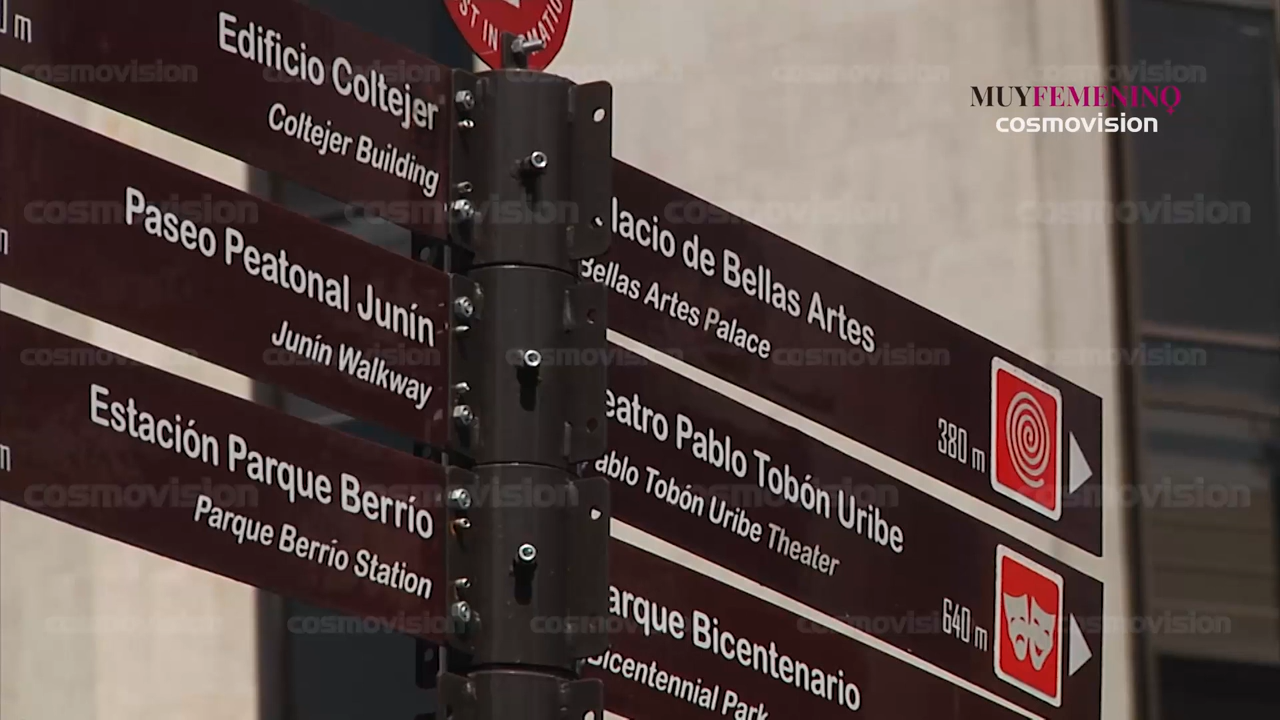 Edificio Coltejer
Coltejer Building
Paseo Peatonal Junín
Junín Walkway
Estación Parque Berrío
Parque Berrío Station
lacio de Bellas Artes
Bellas Artes Palace
380 m
eatro Pablo Tobón Uribe
ablo Tobón Uribe Theater
640 m
arque Bicentenario
Bicentennial Park
MUYFEMENINO
cosmovision